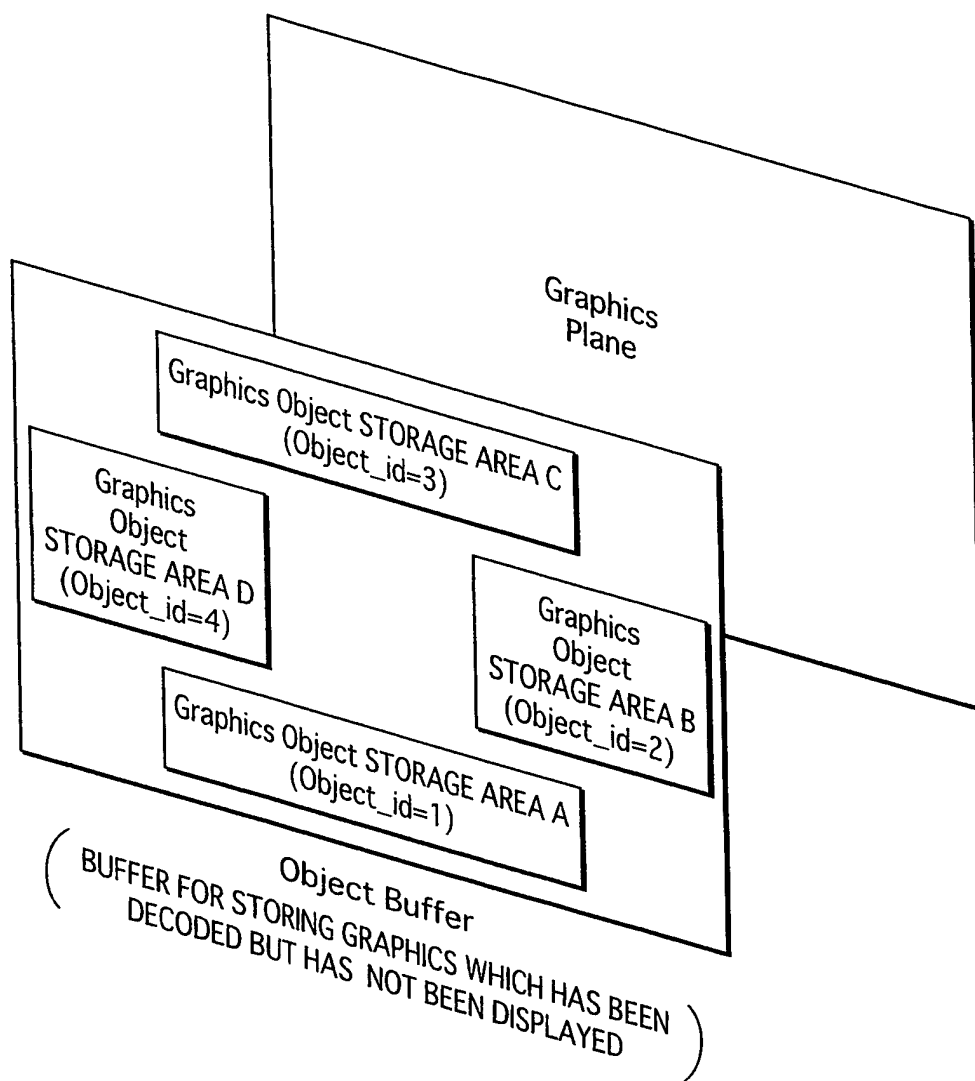 Graphics
Plane
Graphics Object STORAGE AREA C
(Object_id=3)
Graphics
Object
STORAGE AREA D
(Object_id=4)
Graphics
Object
STORAGE AREA B
(Object_id=2)
Graphics Object STORAGE AREA A
(Object_id=1)
Object Buffer
( BUFFER FOR STORING GRAPHICS WHICH HAS BEEN
DECODED BUT HAS NOT BEEN DISPLAYED )